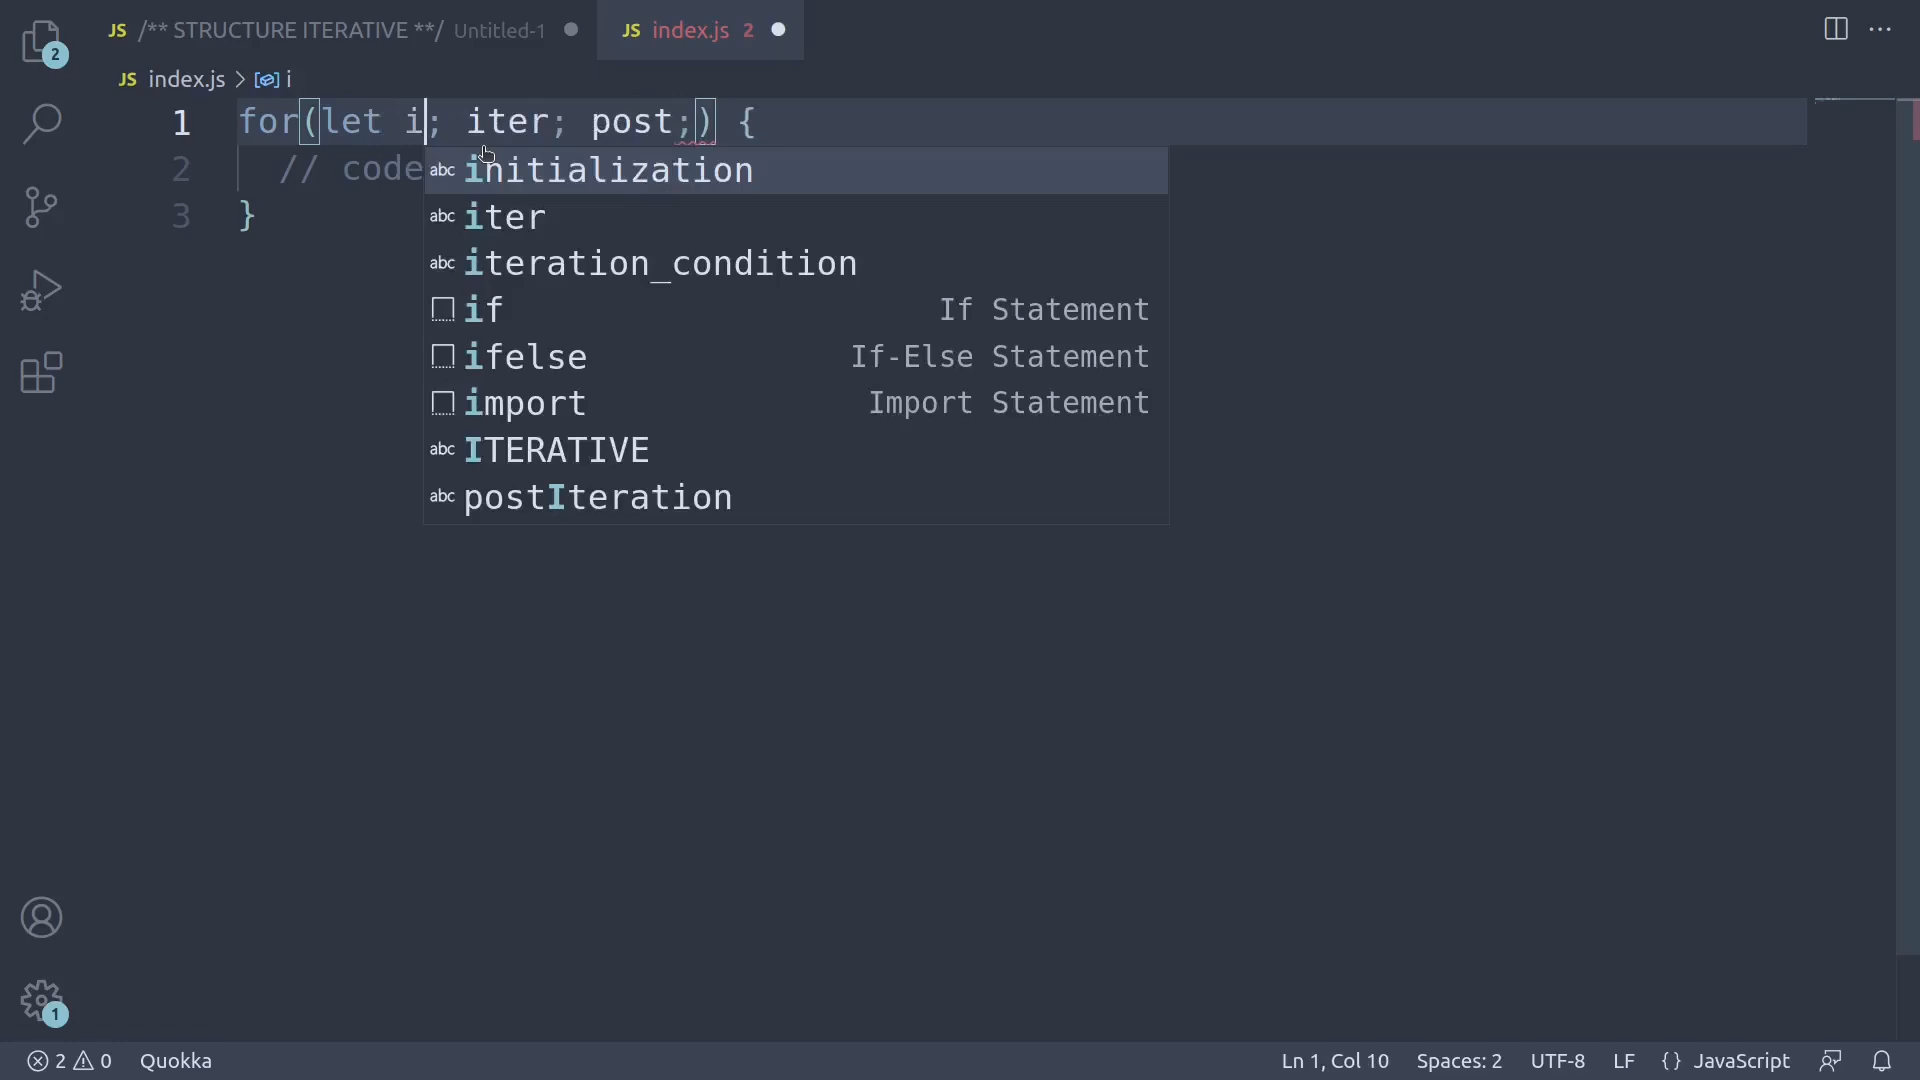 2
JS /** STRUCTURE ITERATIVE **/ Untitled-1
JS index.js 2
JS index.js > i
1 for(let i; iter; post;) {
2 // code
3 }
abc initialization
abc iter
abc iteration_condition
if If Statement
ifelse If-Else Statement
import Import Statement
abc ITERATIVE
abc postIteration
1
2 0 Quokka Ln 1, Col 10 Spaces: 2 UTF-8 LF {} JavaScript